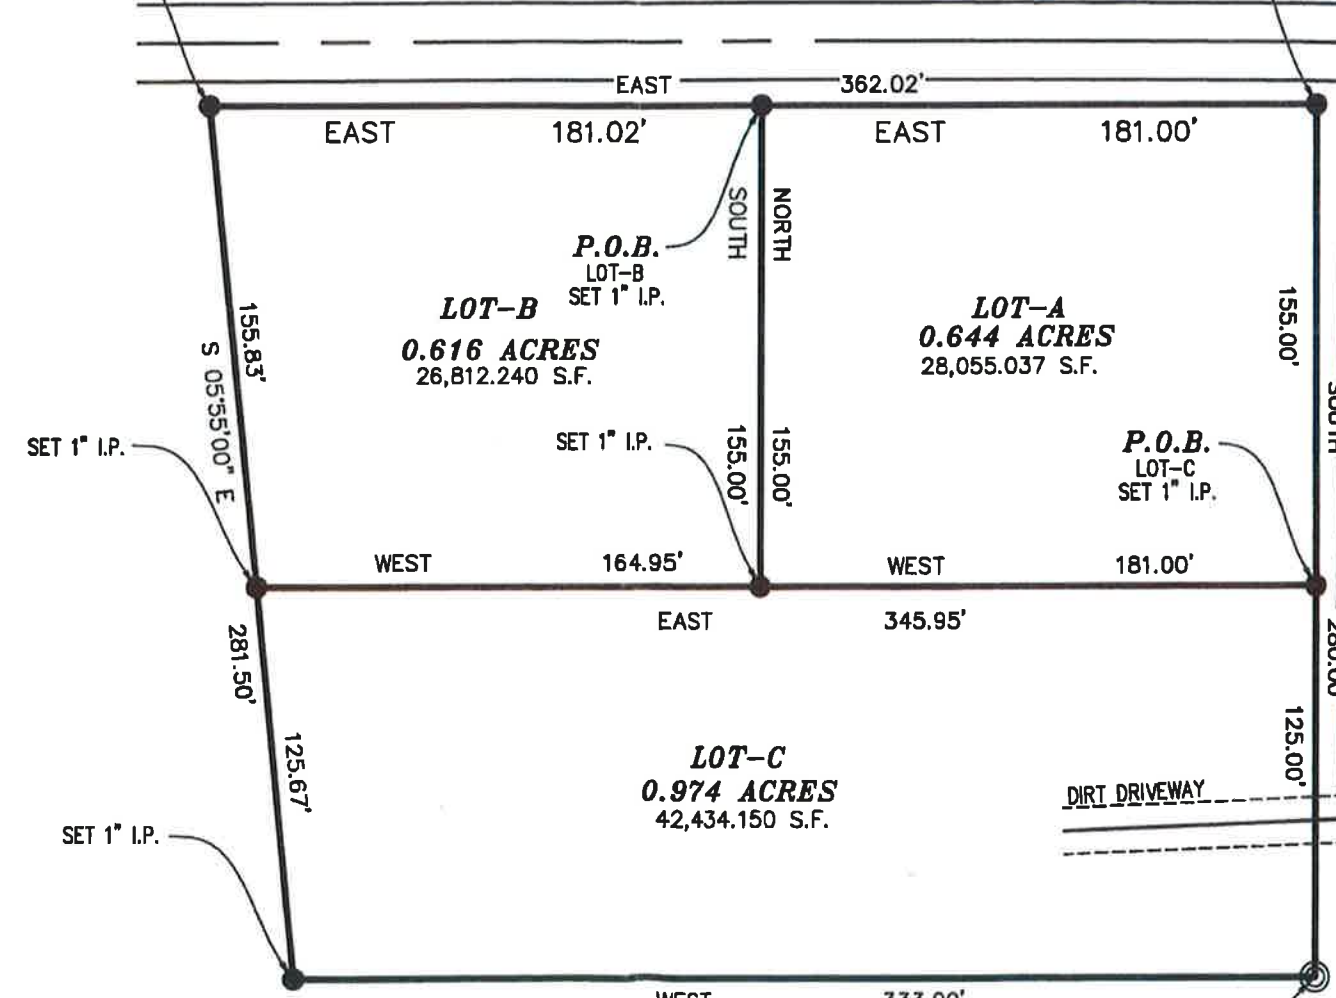 EAST 362.02'
EAST 181.02' EAST 181.00'
SOUTH NORTH
P.O.B.
LOT-B
SET 1" I.P.
LOT-B
0.616 ACRES
26,812.240 S.F.
LOT-A
0.644 ACRES
28,055.037 S.F.
155.83'
S 05°55'00" E
155.00'
SET 1" I.P.
SET 1" I.P.
155.00' 155.00'
P.O.B.
LOT-C
SET 1" I.P.
WEST 164.95' WEST 181.00'
EAST 345.95'
281.50'
125.67'
LOT-C
0.974 ACRES
42,434.150 S.F.
125.00'
DIRT DRIVEWAY
SET 1" I.P.
WEST 333.00'